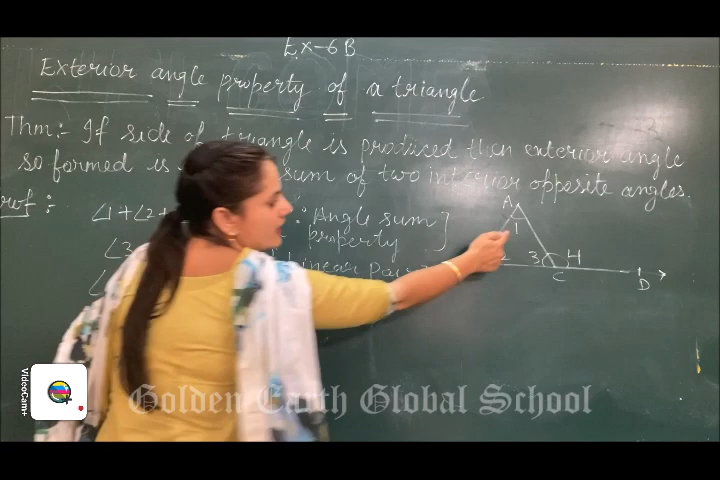 Ex-6B
Exterior angle property of a triangle
Thm:- If side of triangle is produced then exterior angle
so formed is sum of two interior opposite angles.
∠1+∠2+ ∵ Angle sum
property
∠3 Linear pair
∠
A
1
3 4
C
D
Golden Earth Global School
VideoCam+